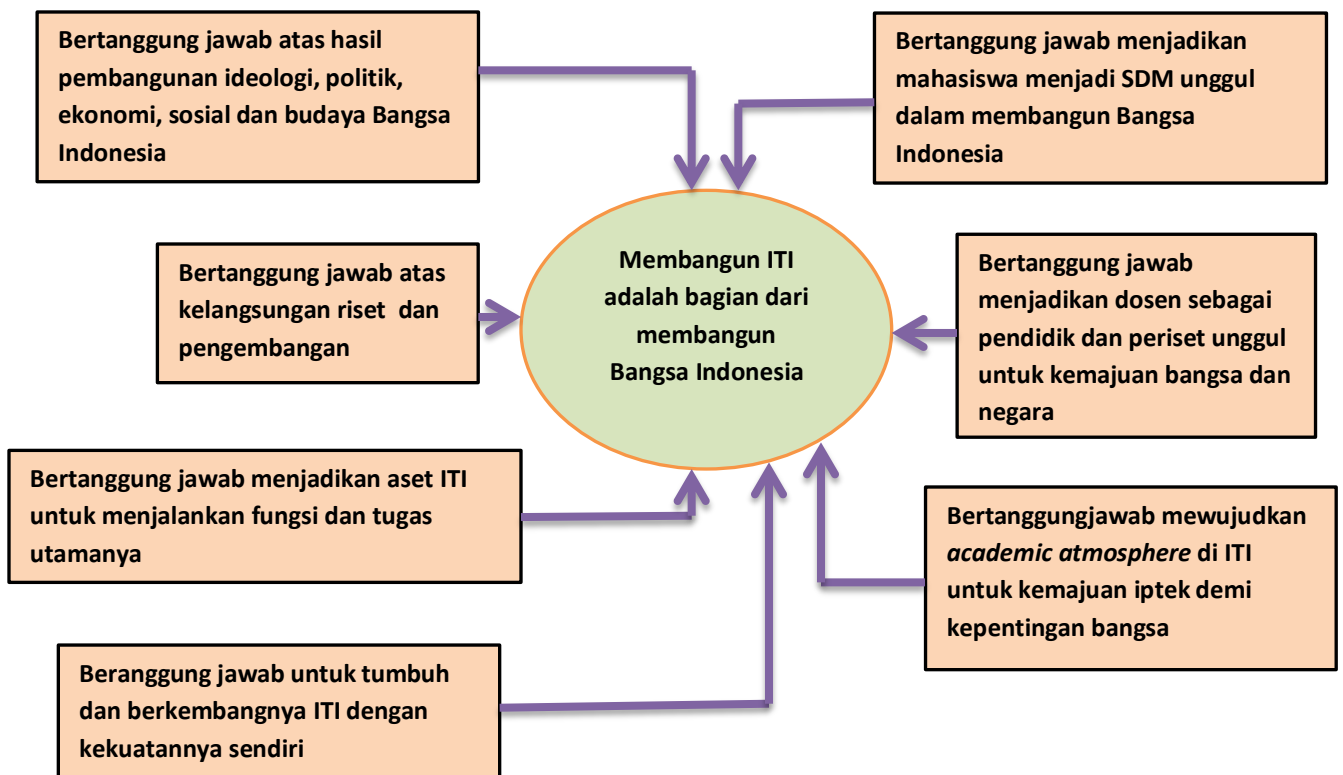 Bertanggung jawab atas hasil
pembangunan ideologi, politik,
ekonomi, sosial dan budaya Bangsa
Indonesia
Bertanggung jawab menjadikan
mahasiswa menjadi SDM unggul
dalam membangun Bangsa
Indonesia
Bertanggung jawab atas
kelangsungan riset dan
pengembangan
Membangun ITI
adalah bagian dari
membangun
Bangsa Indonesia
Bertanggung jawab
menjadikan dosen sebagai
pendidik dan periset unggul
untuk kemajuan bangsa dan
negara
Bertanggung jawab menjadikan aset ITI
untuk menjalankan fungsi dan tugas
utamanya
Bertanggungjawab mewujudkan
academic atmosphere di ITI
untuk kemajuan iptek demi
kepentingan bangsa
Beranggung jawab untuk tumbuh
dan berkembangnya ITI dengan
kekuatannya sendiri